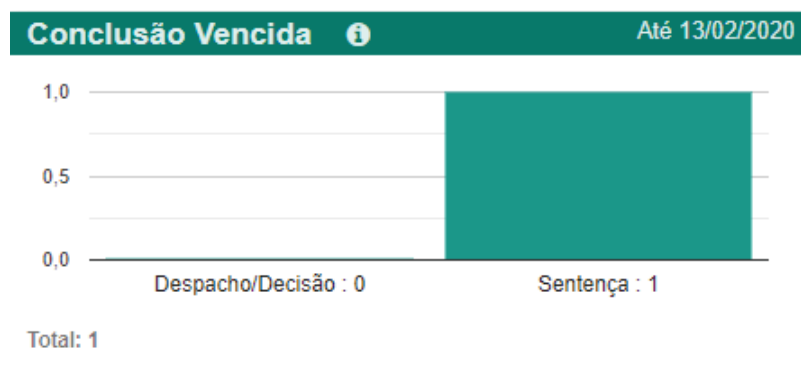 Conclusão Vencida Até 13/02/2020
1,0
0,5
0,0
Despacho/Decisão : 0 Sentença : 1
Total: 1